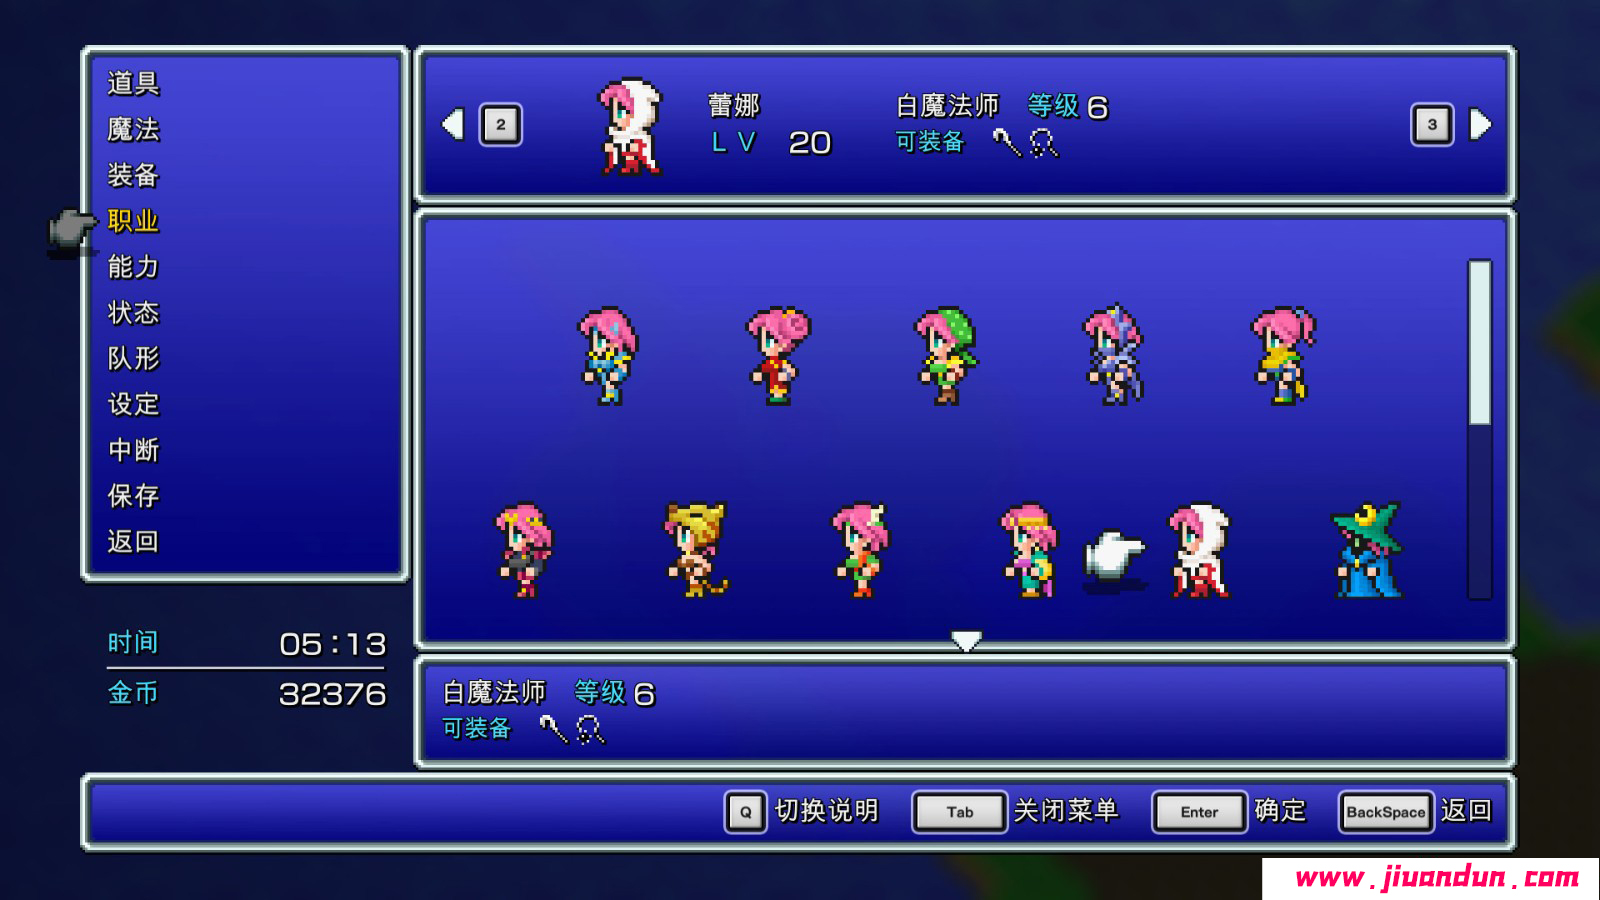 道具
魔法
装备
职业
能力
状态
队形
设定
中断
保存
返回
时间 05:13
金币 32376
2
蕾娜 白魔法师 等级 6
LV 20 可装备
3
白魔法师 等级 6
可装备
Q 切换说明 Tab 关闭菜单 Enter 确定 BackSpace 返回
www.jiuandun.com